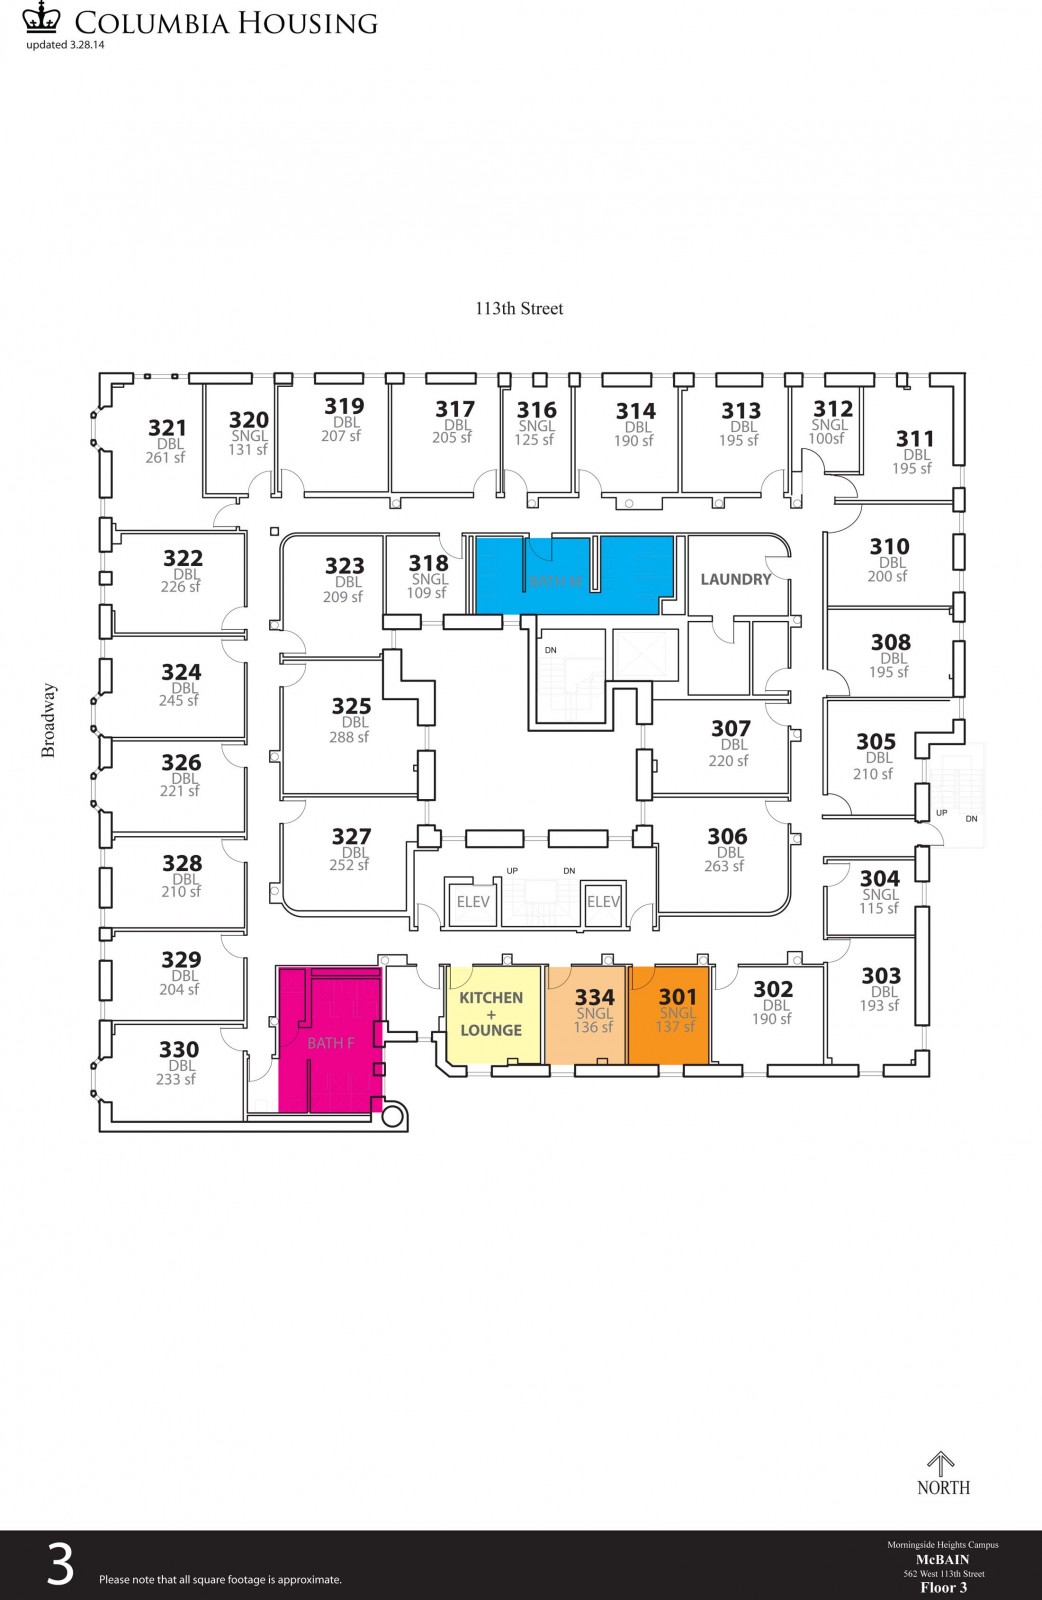 COLUMBIA HOUSING
updated 3.28.14
113th Street
Broadway
321
DBL
261 sf
320
SNGL
131 sf
319
DBL
207 sf
317
DBL
205 sf
316
SNGL
125 sf
314
DBL
190 sf
313
DBL
195 sf
312
SNGL
100sf
311
DBL
195 sf
322
DBL
226 sf
323
DBL
209 sf
318
SNGL
109 sf
BATH M
LAUNDRY
310
DBL
200 sf
308
DBL
195 sf
DN
324
DBL
245 sf
325
DBL
288 sf
307
DBL
220 sf
305
DBL
210 sf
UP
DN
326
DBL
221 sf
327
DBL
252 sf
306
DBL
263 sf
328
DBL
210 sf
UP
DN
ELEV
ELEV
304
SNGL
115 sf
329
DBL
204 sf
KITCHEN
+
LOUNGE
334
SNGL
136 sf
301
SNGL
137 sf
302
DBL
190 sf
303
DBL
193 sf
330
DBL
233 sf
BATH F
NORTH
3
Please note that all square footage is approximate.
Morningside Heights Campus
McBAIN
562 West 113th Street
Floor 3